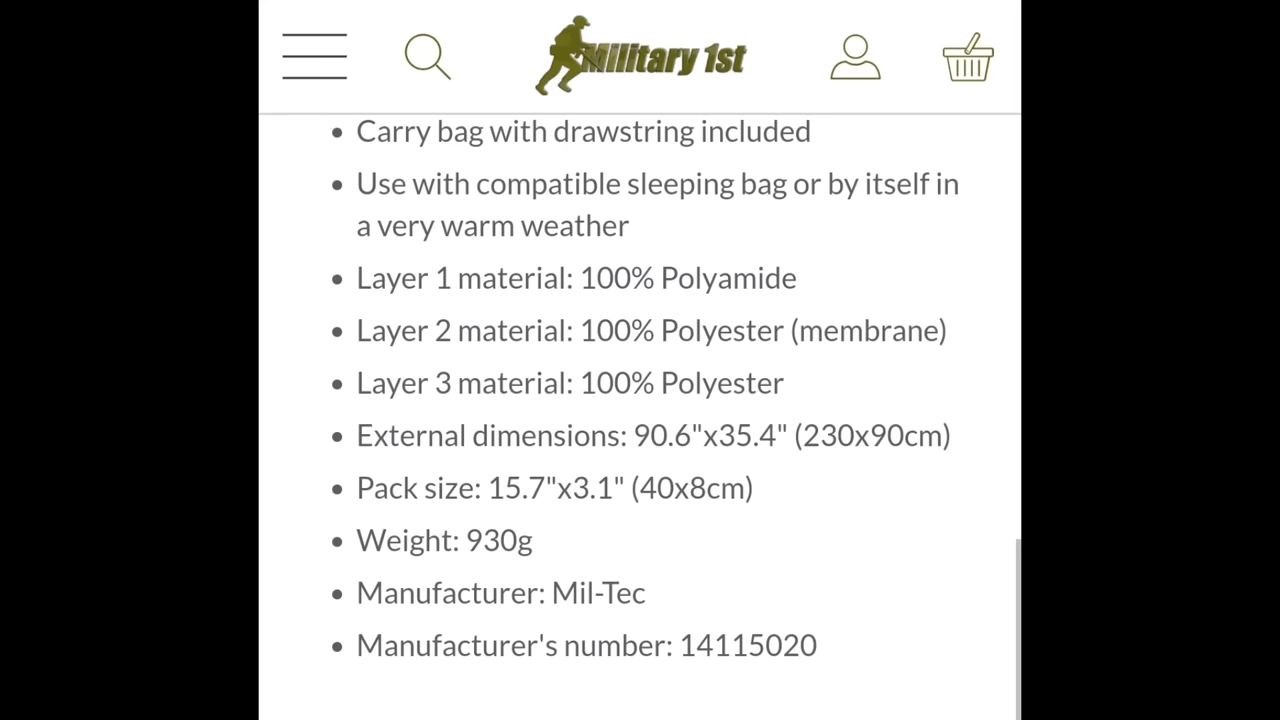 Military 1st
• Carry bag with drawstring included
• Use with compatible sleeping bag or by itself in
a very warm weather
• Layer 1 material: 100% Polyamide
• Layer 2 material: 100% Polyester (membrane)
• Layer 3 material: 100% Polyester
• External dimensions: 90.6"x35.4" (230x90cm)
• Pack size: 15.7"x3.1" (40x8cm)
• Weight: 930g
• Manufacturer: Mil-Tec
• Manufacturer's number: 14115020